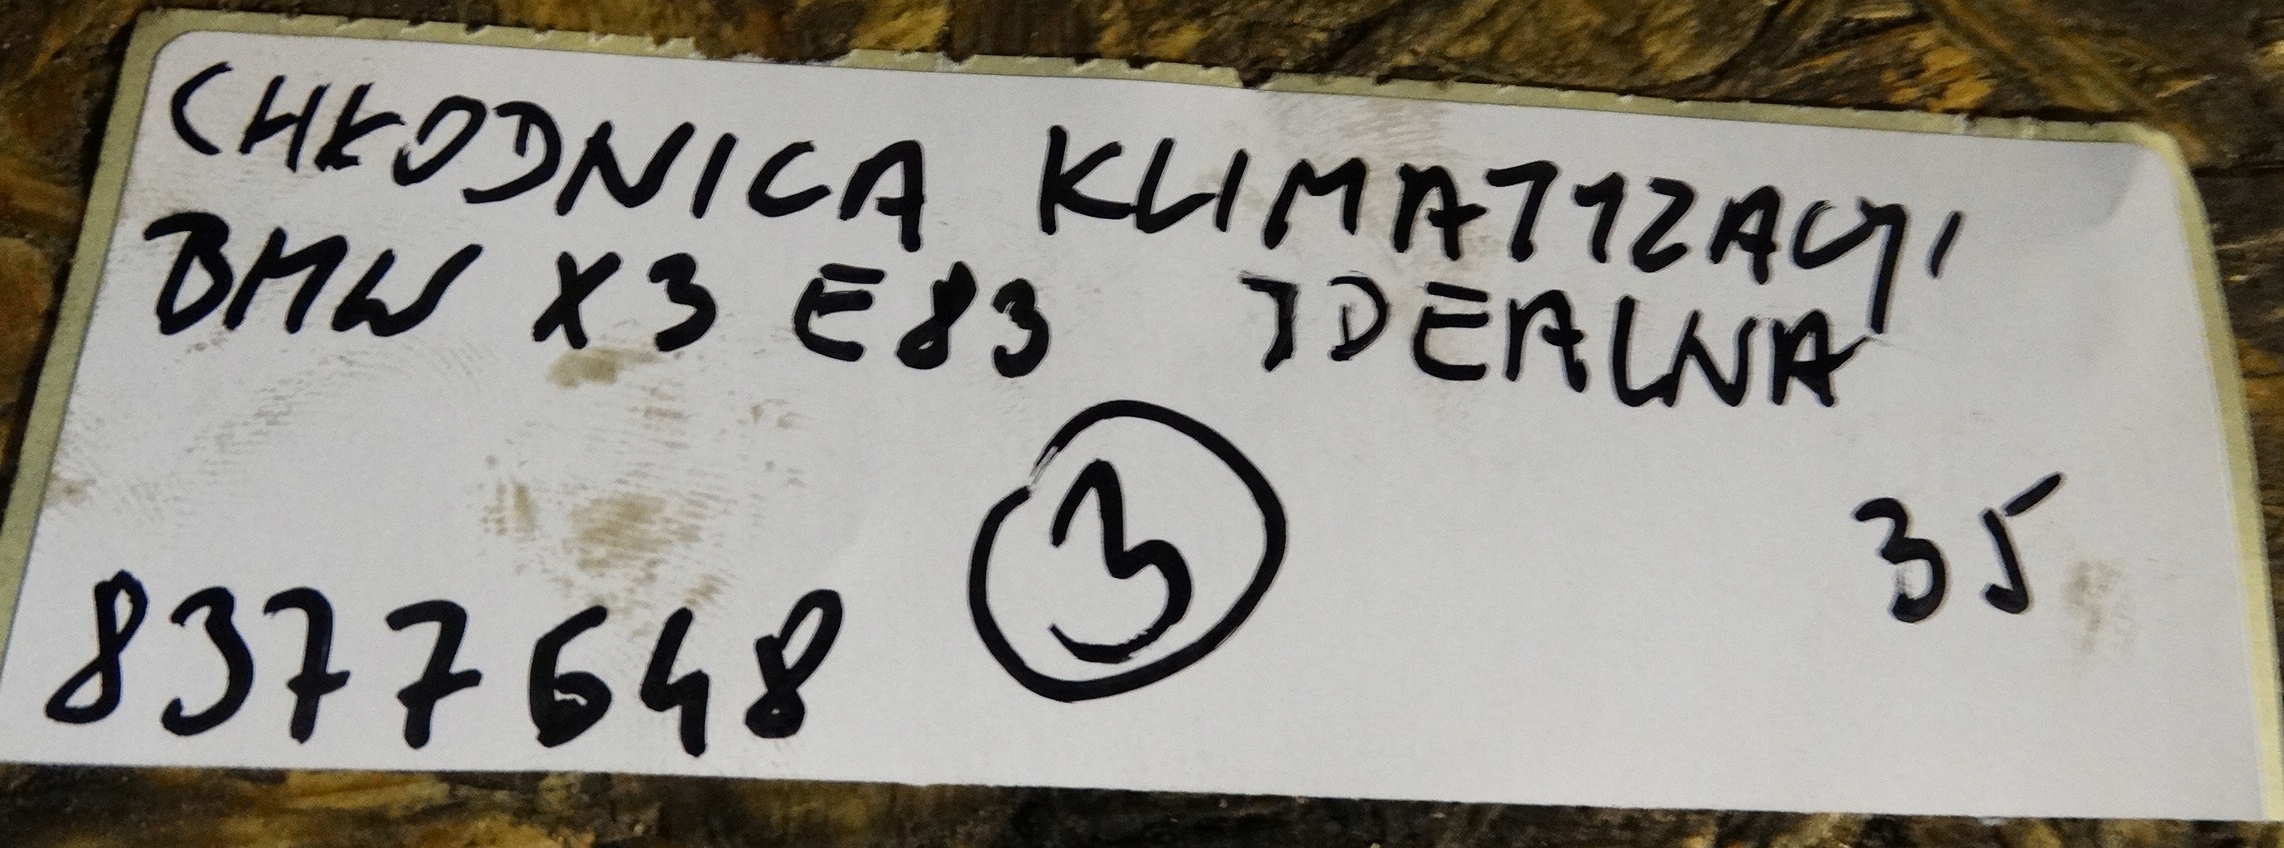 CHŁODNICA KLIMATYZACJI
BMW X3 E83 IDEALNA
3
35
8377648